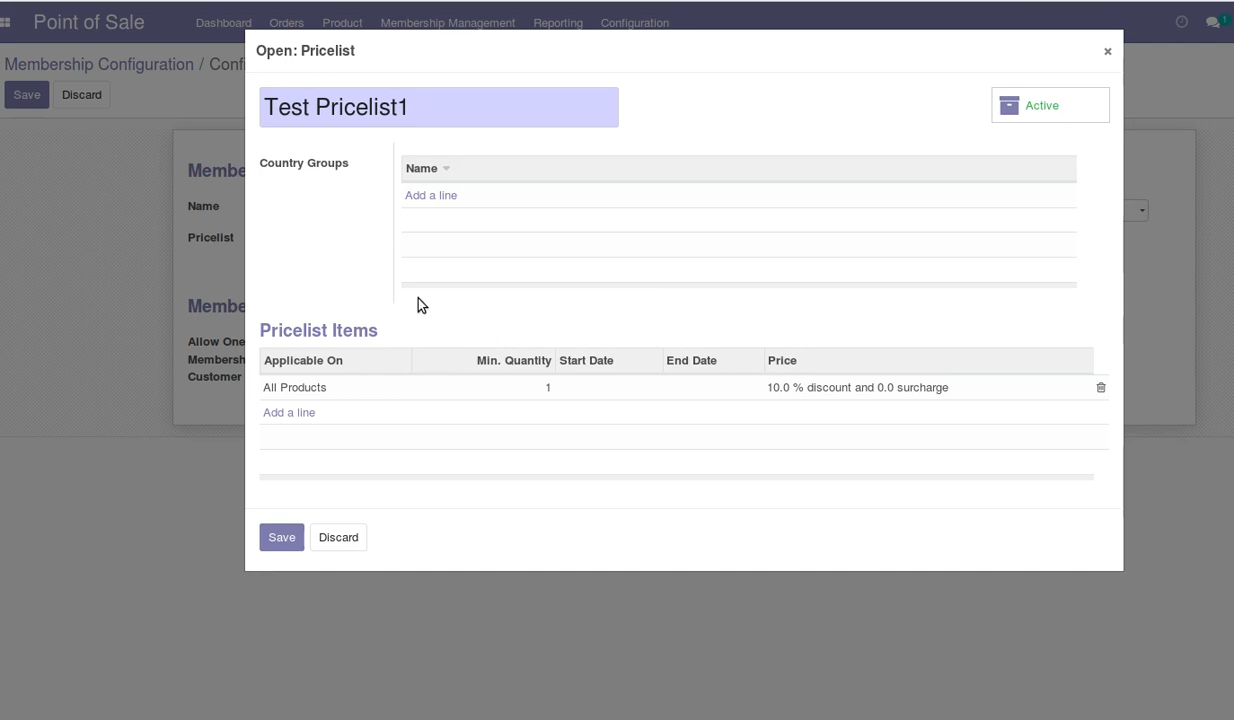 Point of Sale Dashboard Orders Product Membership Management Reporting Configuration 1
Open: Pricelist ×
Membership Configuration / Conf
Save Discard
Test Pricelist1 Active
Country Groups Name
Add a line
Membe
Name
Pricelist
Membe
Pricelist Items
Allow One
Membersh
Customer
Applicable On Min. Quantity Start Date End Date Price
All Products 1 10.0 % discount and 0.0 surcharge
Add a line
Save Discard